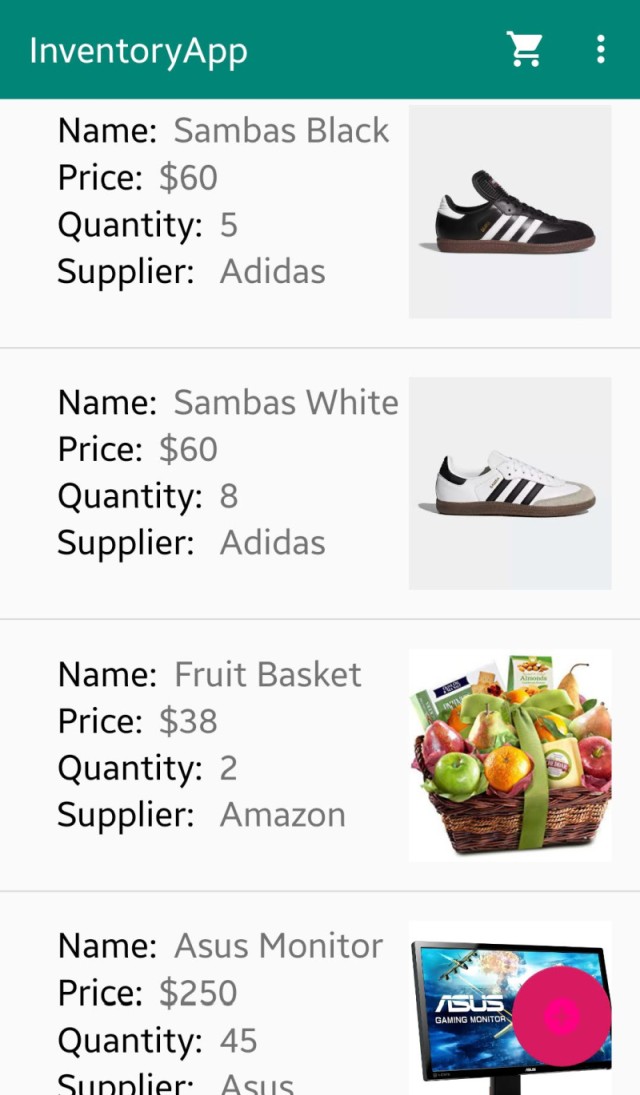 InventoryApp
Name: Sambas Black
Price: $60
Quantity: 5
Supplier: Adidas
Name: Sambas White
Price: $60
Quantity: 8
Supplier: Adidas
Name: Fruit Basket
Price: $38
Quantity: 2
Supplier: Amazon
Almonds
Name: Asus Monitor
Price: $250
Quantity: 45
Supplier: Asus
ASUS
GAMING MONITOR
ASUS